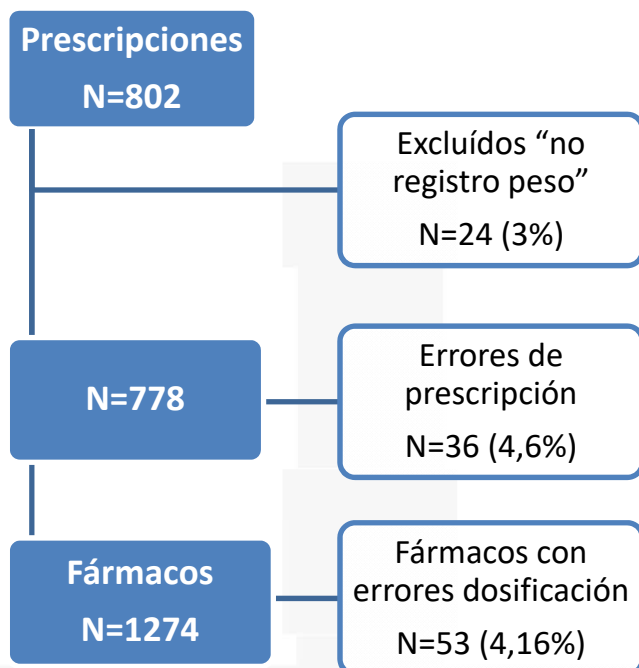 Prescripciones
N=802
Excluídos “no
registro peso”
N=24 (3%)
N=778
Errores de
prescripción
N=36 (4,6%)
Fármacos
N=1274
Fármacos con
errores dosificación
N=53 (4,16%)